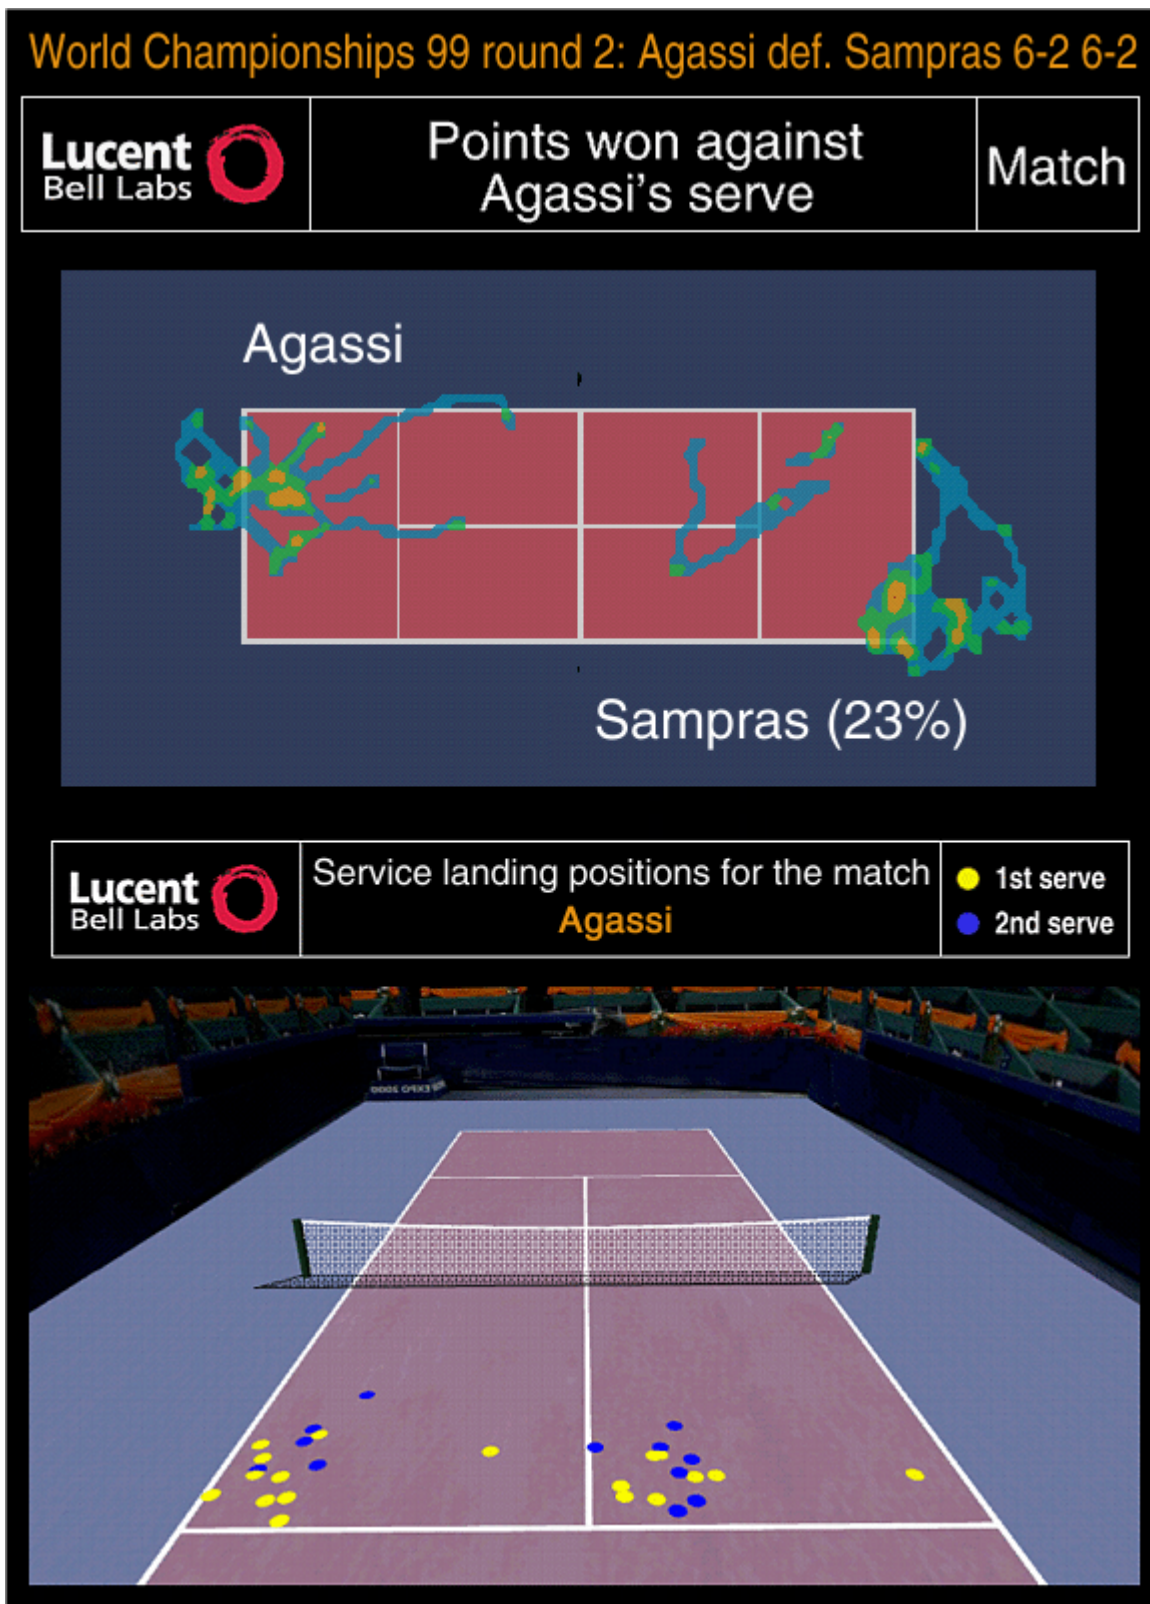 World Championships 99 round 2: Agassi def. Sampras 6-2 6-2
Lucent
Bell Labs
Points won against
Agassi's serve
Match
Agassi
Sampras (23%)
Lucent
Bell Labs
Service landing positions for the match
Agassi
1st serve
2nd serve